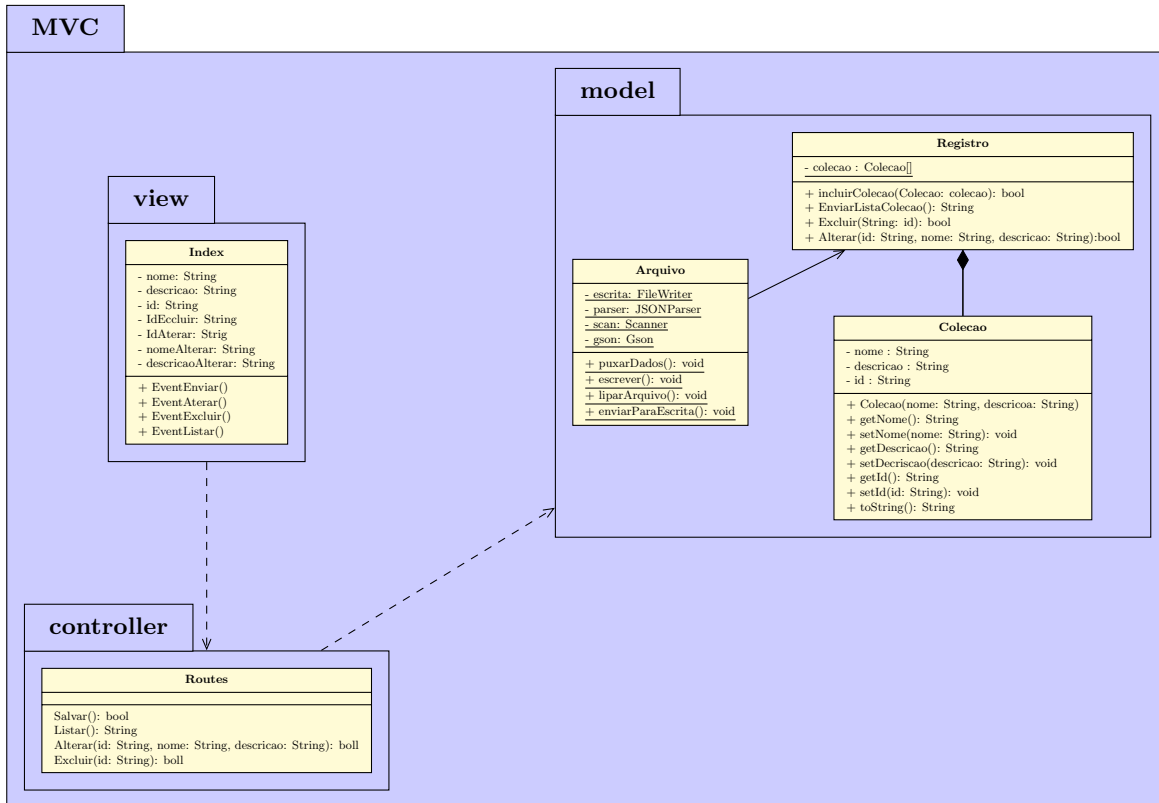 MVC
model
Registro
- colecao : Colecao[]
+ incluirColecao(Colecao: colecao): bool
+ EnviarListaColecao(): String
+ Excluir(String: id): bool
+ Alterar(id: String, nome: String, descricao: String):bool
view
Index
- nome: String
- descricao: String
- id: String
- IdEccluir: String
- IdAterar: Strig
- nomeAlterar: String
- descricaoAlterar: String
+ EventEnviar()
+ EventAterar()
+ EventExcluir()
+ EventListar()
Arquivo
- escrita: FileWriter
- parser: JSONParser
- scan: Scanner
- gson: Gson
+ puxarDados(): void
+ escrever(): void
+ liparArquivo(): void
+ enviarParaEscrita(): void
Colecao
- nome : String
- descricao : String
- id : String
+ Colecao(nome: String, descricoa: String)
+ getNome(): String
+ setNome(nome: String): void
+ getDescricao(): String
+ setDecriscao(descricao: String): void
+ getId(): String
+ setId(id: String): void
+ toString(): String
controller
Routes
Salvar(): bool
Listar(): String
Alterar(id: String, nome: String, descricao: String): boll
Excluir(id: String): boll